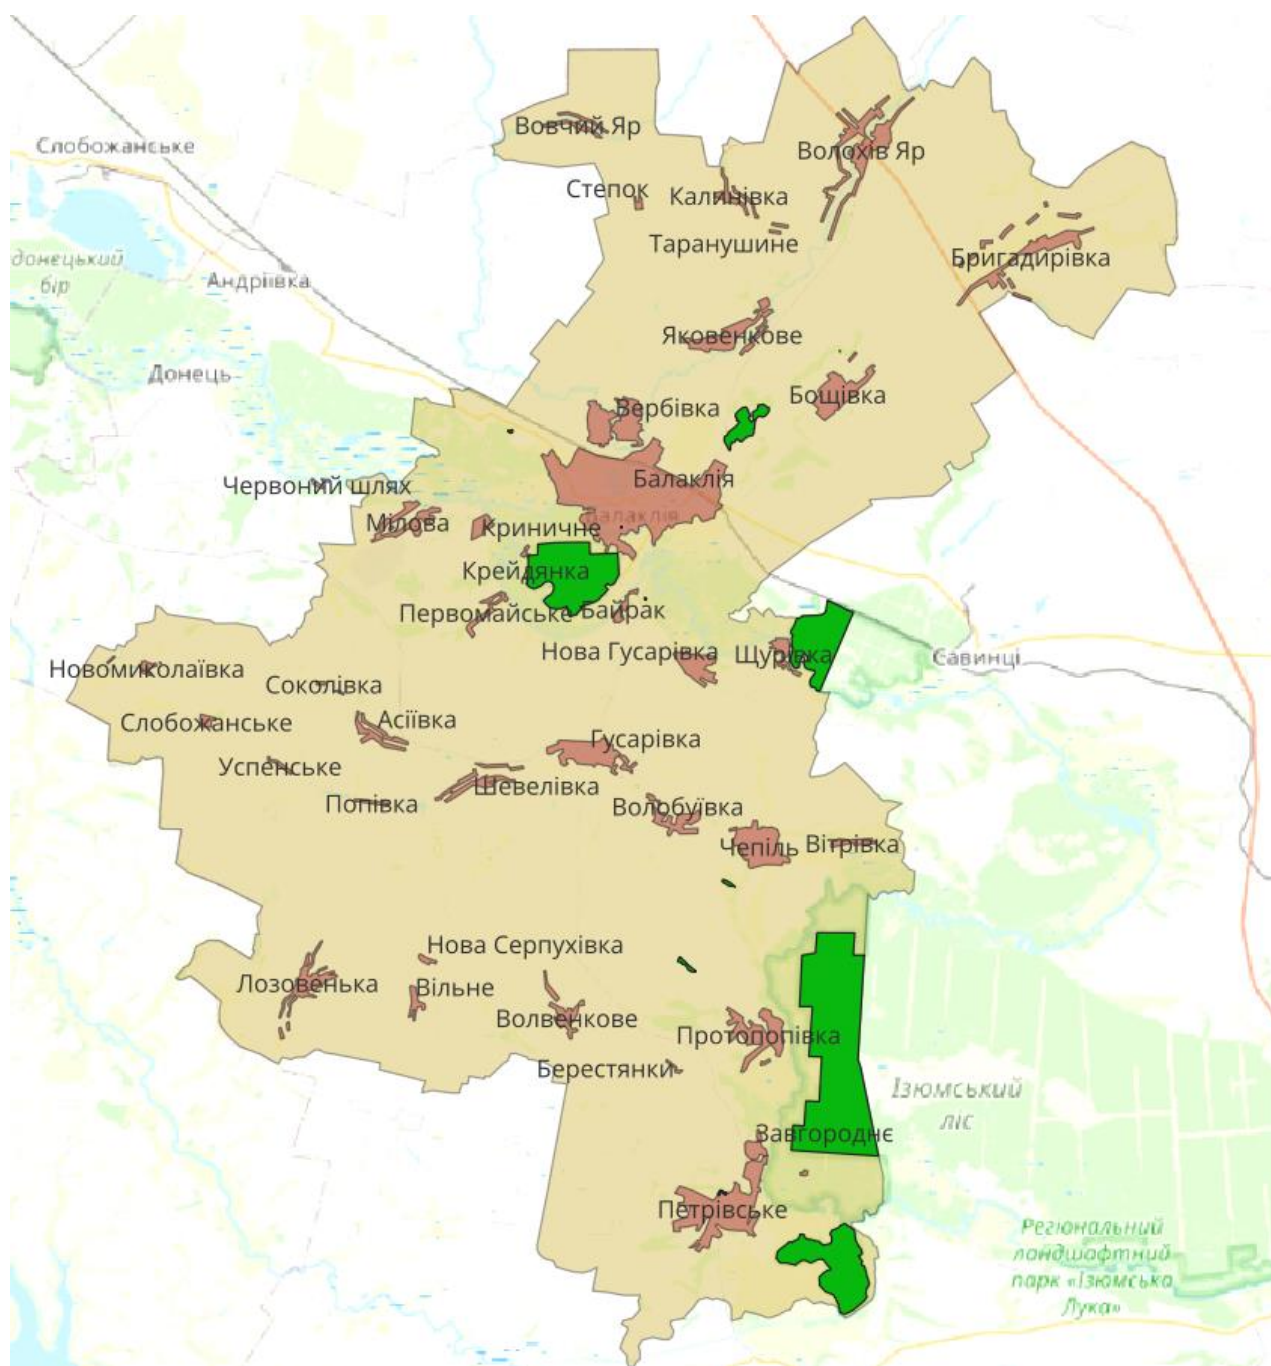 Вовчий Яр
Слобожанське
Волохів Яр
Степок
Калинівка
Таранушине
донецький
бір
Бригадирівка
Андріївка
Яковенкове
Донець
Бощівка
Вербівка
Балаклія
Червоний шлях
Балаклія
Мілова
Криничне
Крейдянка
Первомайське
Байрак
Нова Гусарівка
Щурівка
Савинці
Новомиколаївка
Соколівка
Слобожанське
Асіївка
Гусарівка
Успенське
Шевелівка
Попівка
Волобуївка
Чепіль
Вітрівка
Нова Серпухівка
Лозовенька
Вільне
Волвенкове
Протопопівка
Берестянки
Ізюмський
ліс
Завгороднє
Петрівське
Регіональний
ландшафтний
парк «Ізюмська
Лука»